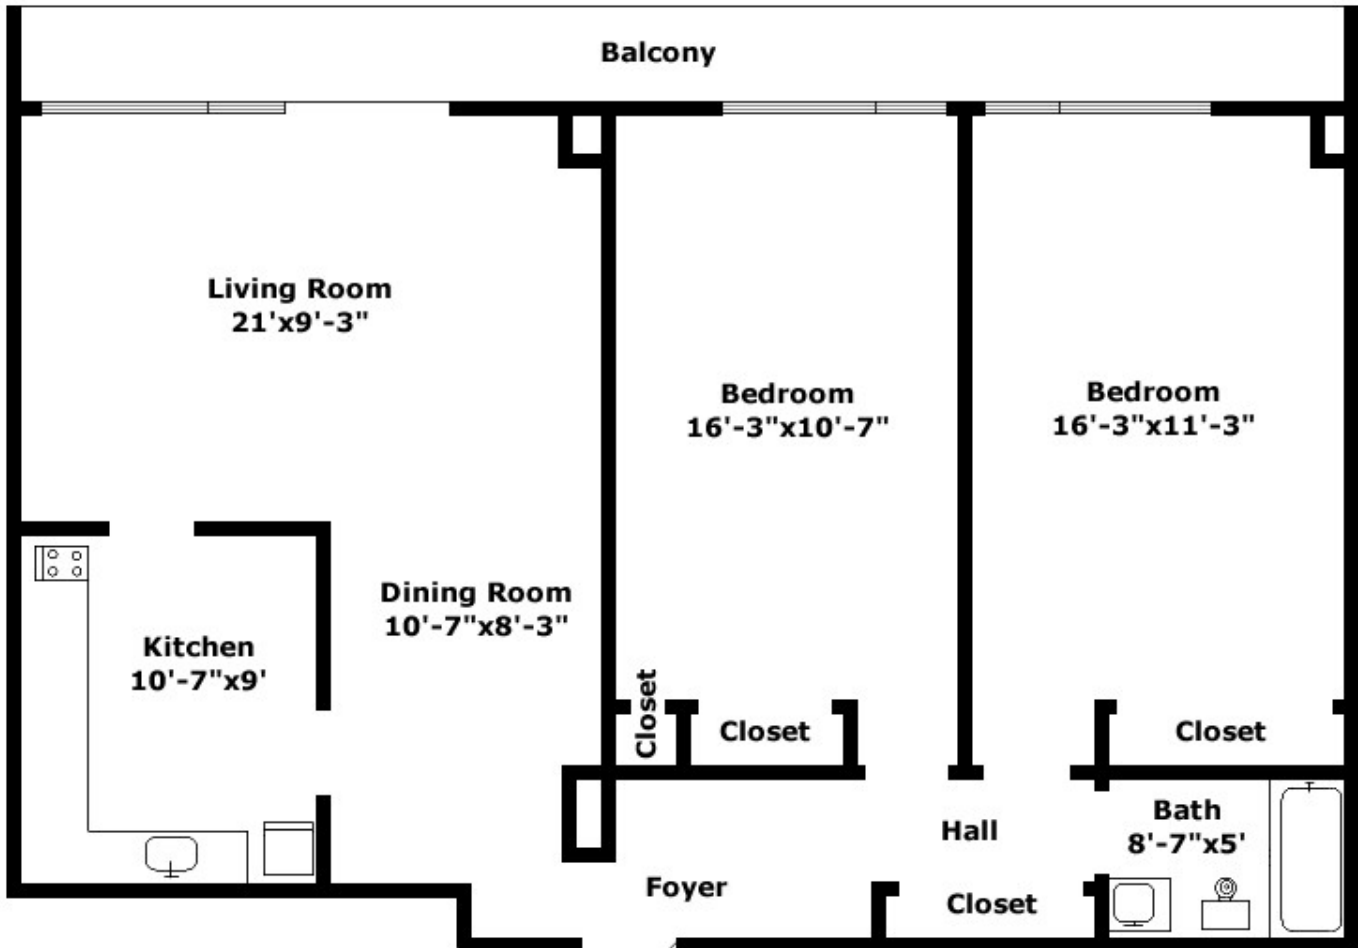 Balcony
Living Room
21'x9'-3"
Bedroom
16'-3"x10'-7"
Bedroom
16'-3"x11'-3"
Dining Room
10'-7"x8'-3"
Kitchen
10'-7"x9'
Closet
Closet
Closet
Bath
8'-7"x5'
Hall
Foyer
Closet